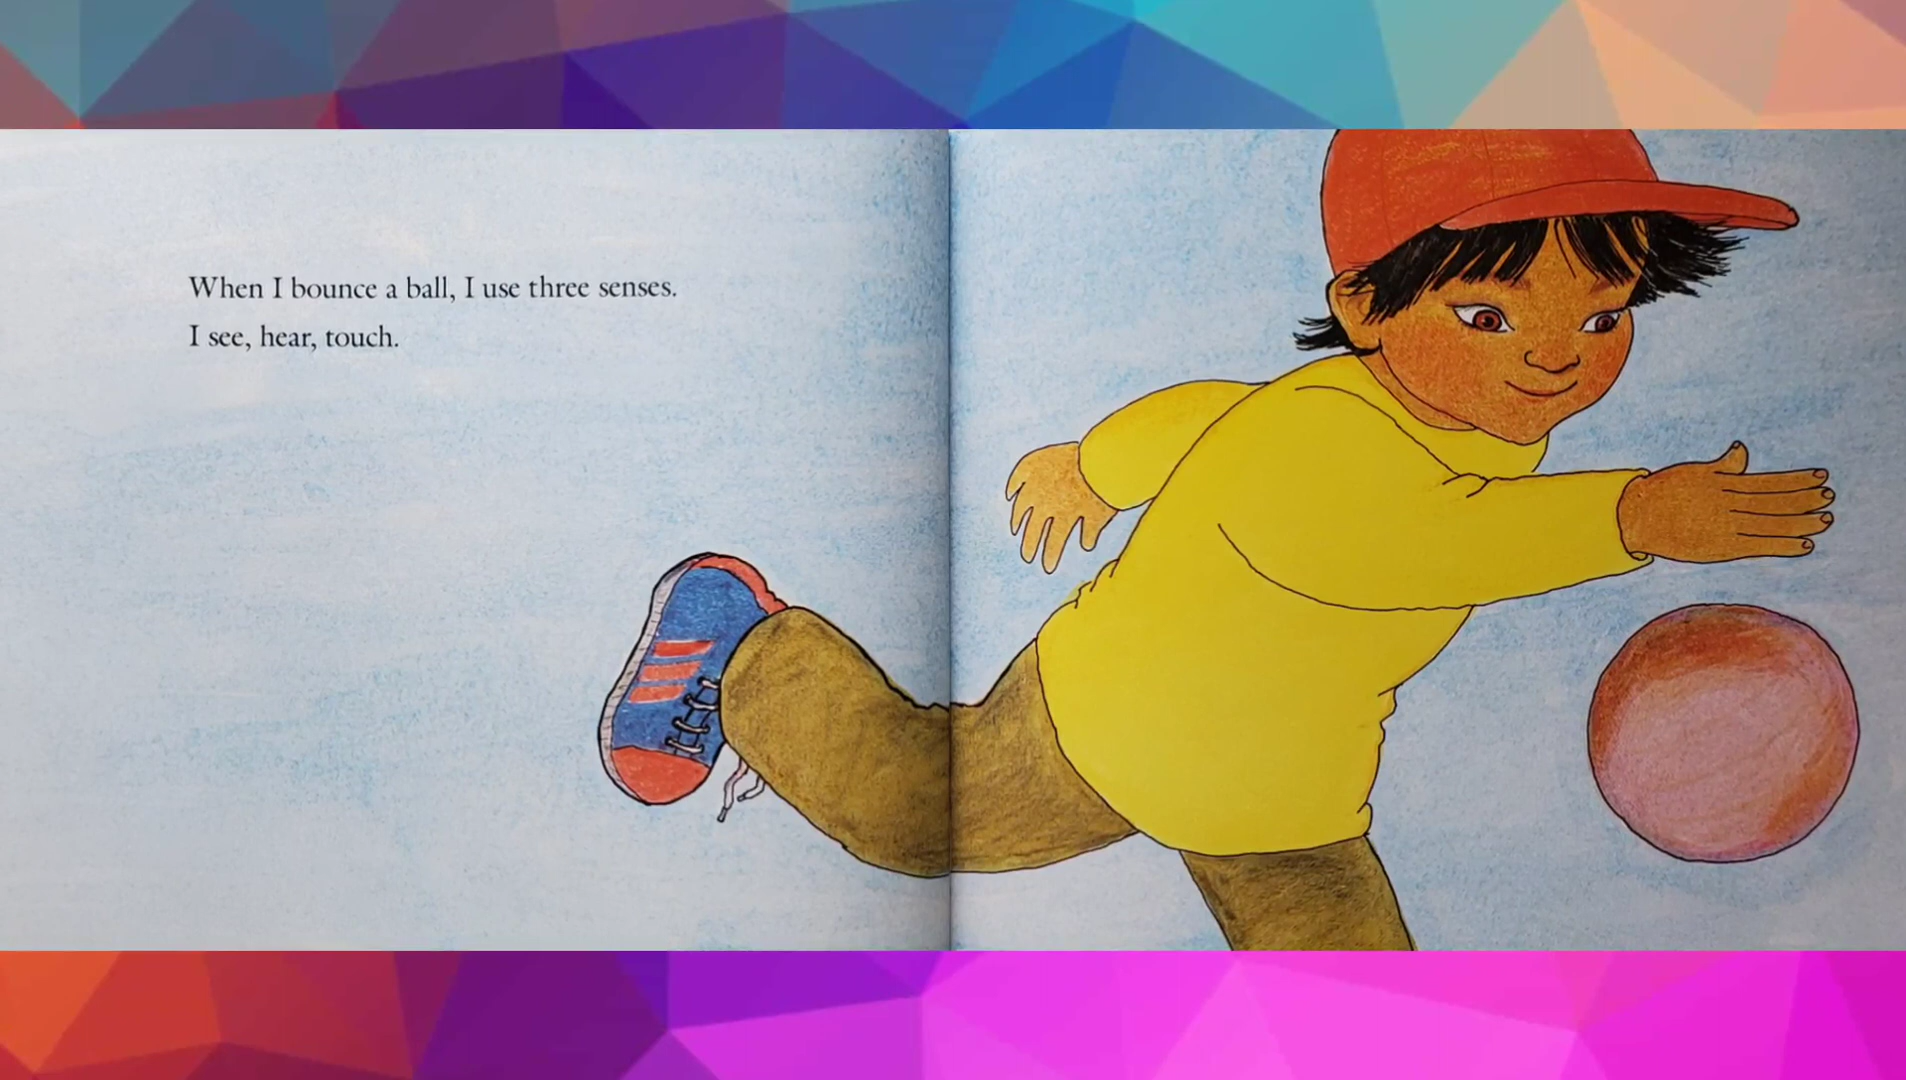 When I bounce a ball, I use three senses.
I see, hear, touch.